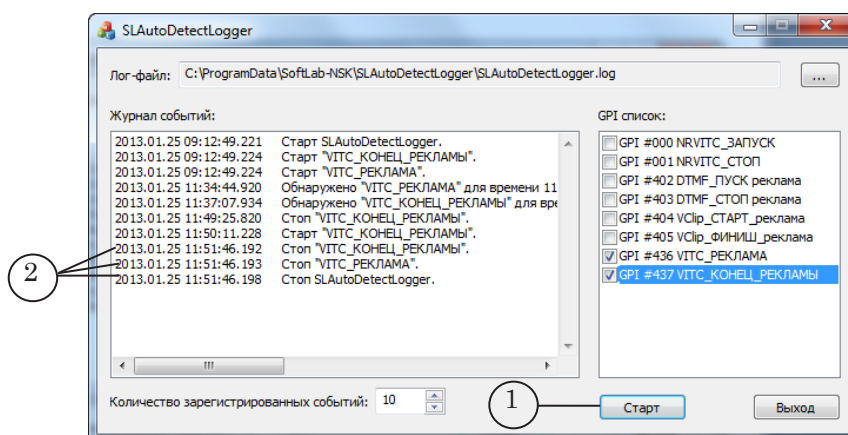 SLAutoDetectLogger
Лог-файл: C:\ProgramData\SoftLab-NSK\SLAutoDetectLogger\SLAutoDetectLogger.log ...
Журнал событий:
2013.01.25 09:12:49.221 Старт SLAutoDetectLogger.
2013.01.25 09:12:49.224 Старт "VITC_КОНЕЦ_РЕКЛАМЫ".
2013.01.25 09:12:49.224 Старт "VITC_РЕКЛАМА".
2013.01.25 11:34:44.920 Обнаружено "VITC_РЕКЛАМА" для времени 11
2013.01.25 11:37:07.934 Обнаружено "VITC_КОНЕЦ_РЕКЛАМЫ" для вре
2013.01.25 11:49:25.820 Стоп "VITC_КОНЕЦ_РЕКЛАМЫ".
2013.01.25 11:50:11.228 Старт "VITC_КОНЕЦ_РЕКЛАМЫ".
2013.01.25 11:51:46.192 Стоп "VITC_КОНЕЦ_РЕКЛАМЫ".
2013.01.25 11:51:46.193 Стоп "VITC_РЕКЛАМА".
2013.01.25 11:51:46.198 Стоп SLAutoDetectLogger.
2
GPI список:
GPI #000 NRVITC_ЗАПУСК
GPI #001 NRVITC_СТОП
GPI #402 DTMF_ПУСК реклама
GPI #403 DTMF_СТОП реклама
GPI #404 VClip_СТАРТ_реклама
GPI #405 VClip_ФИНИШ_реклама
GPI #436 VITC_РЕКЛАМА
GPI #437 VITC_КОНЕЦ_РЕКЛАМЫ
Количество зарегистрированных событий: 10
1
Старт Выход